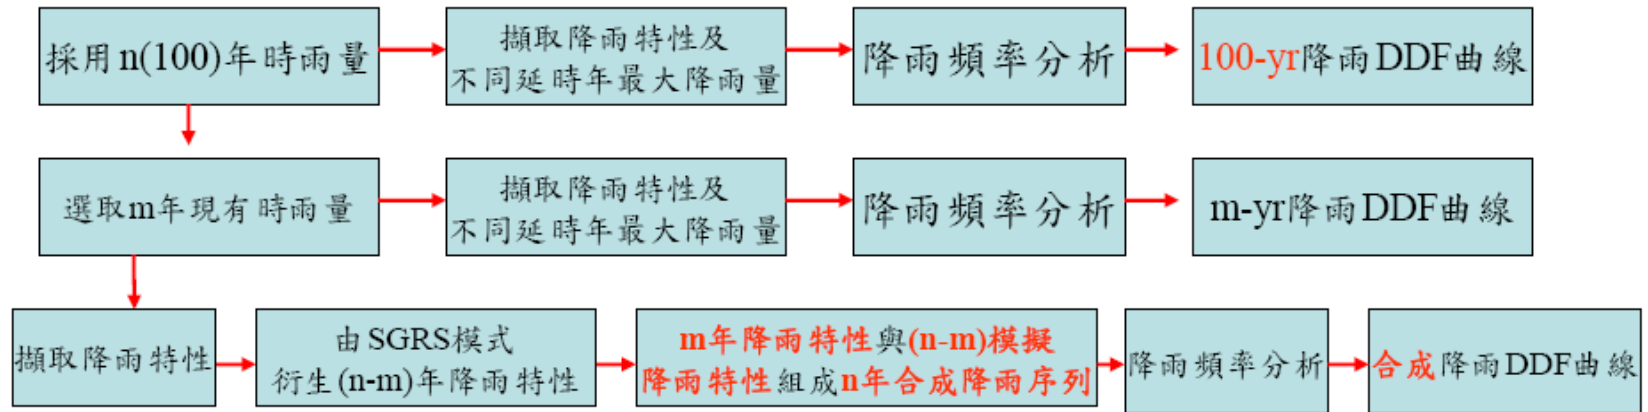 採用n(100)年時雨量
擷取降雨特性及
不同延時年最大降雨量
降雨頻率分析
100-yr降雨DDF曲線
選取m年現有時雨量
擷取降雨特性及
不同延時年最大降雨量
降雨頻率分析
m-yr降雨DDF曲線
擷取降雨特性
由SGRS模式
衍生(n-m)年降雨特性
m年降雨特性與(n-m)模擬
降雨特性組成n年合成降雨序列
降雨頻率分析
合成降雨DDF曲線